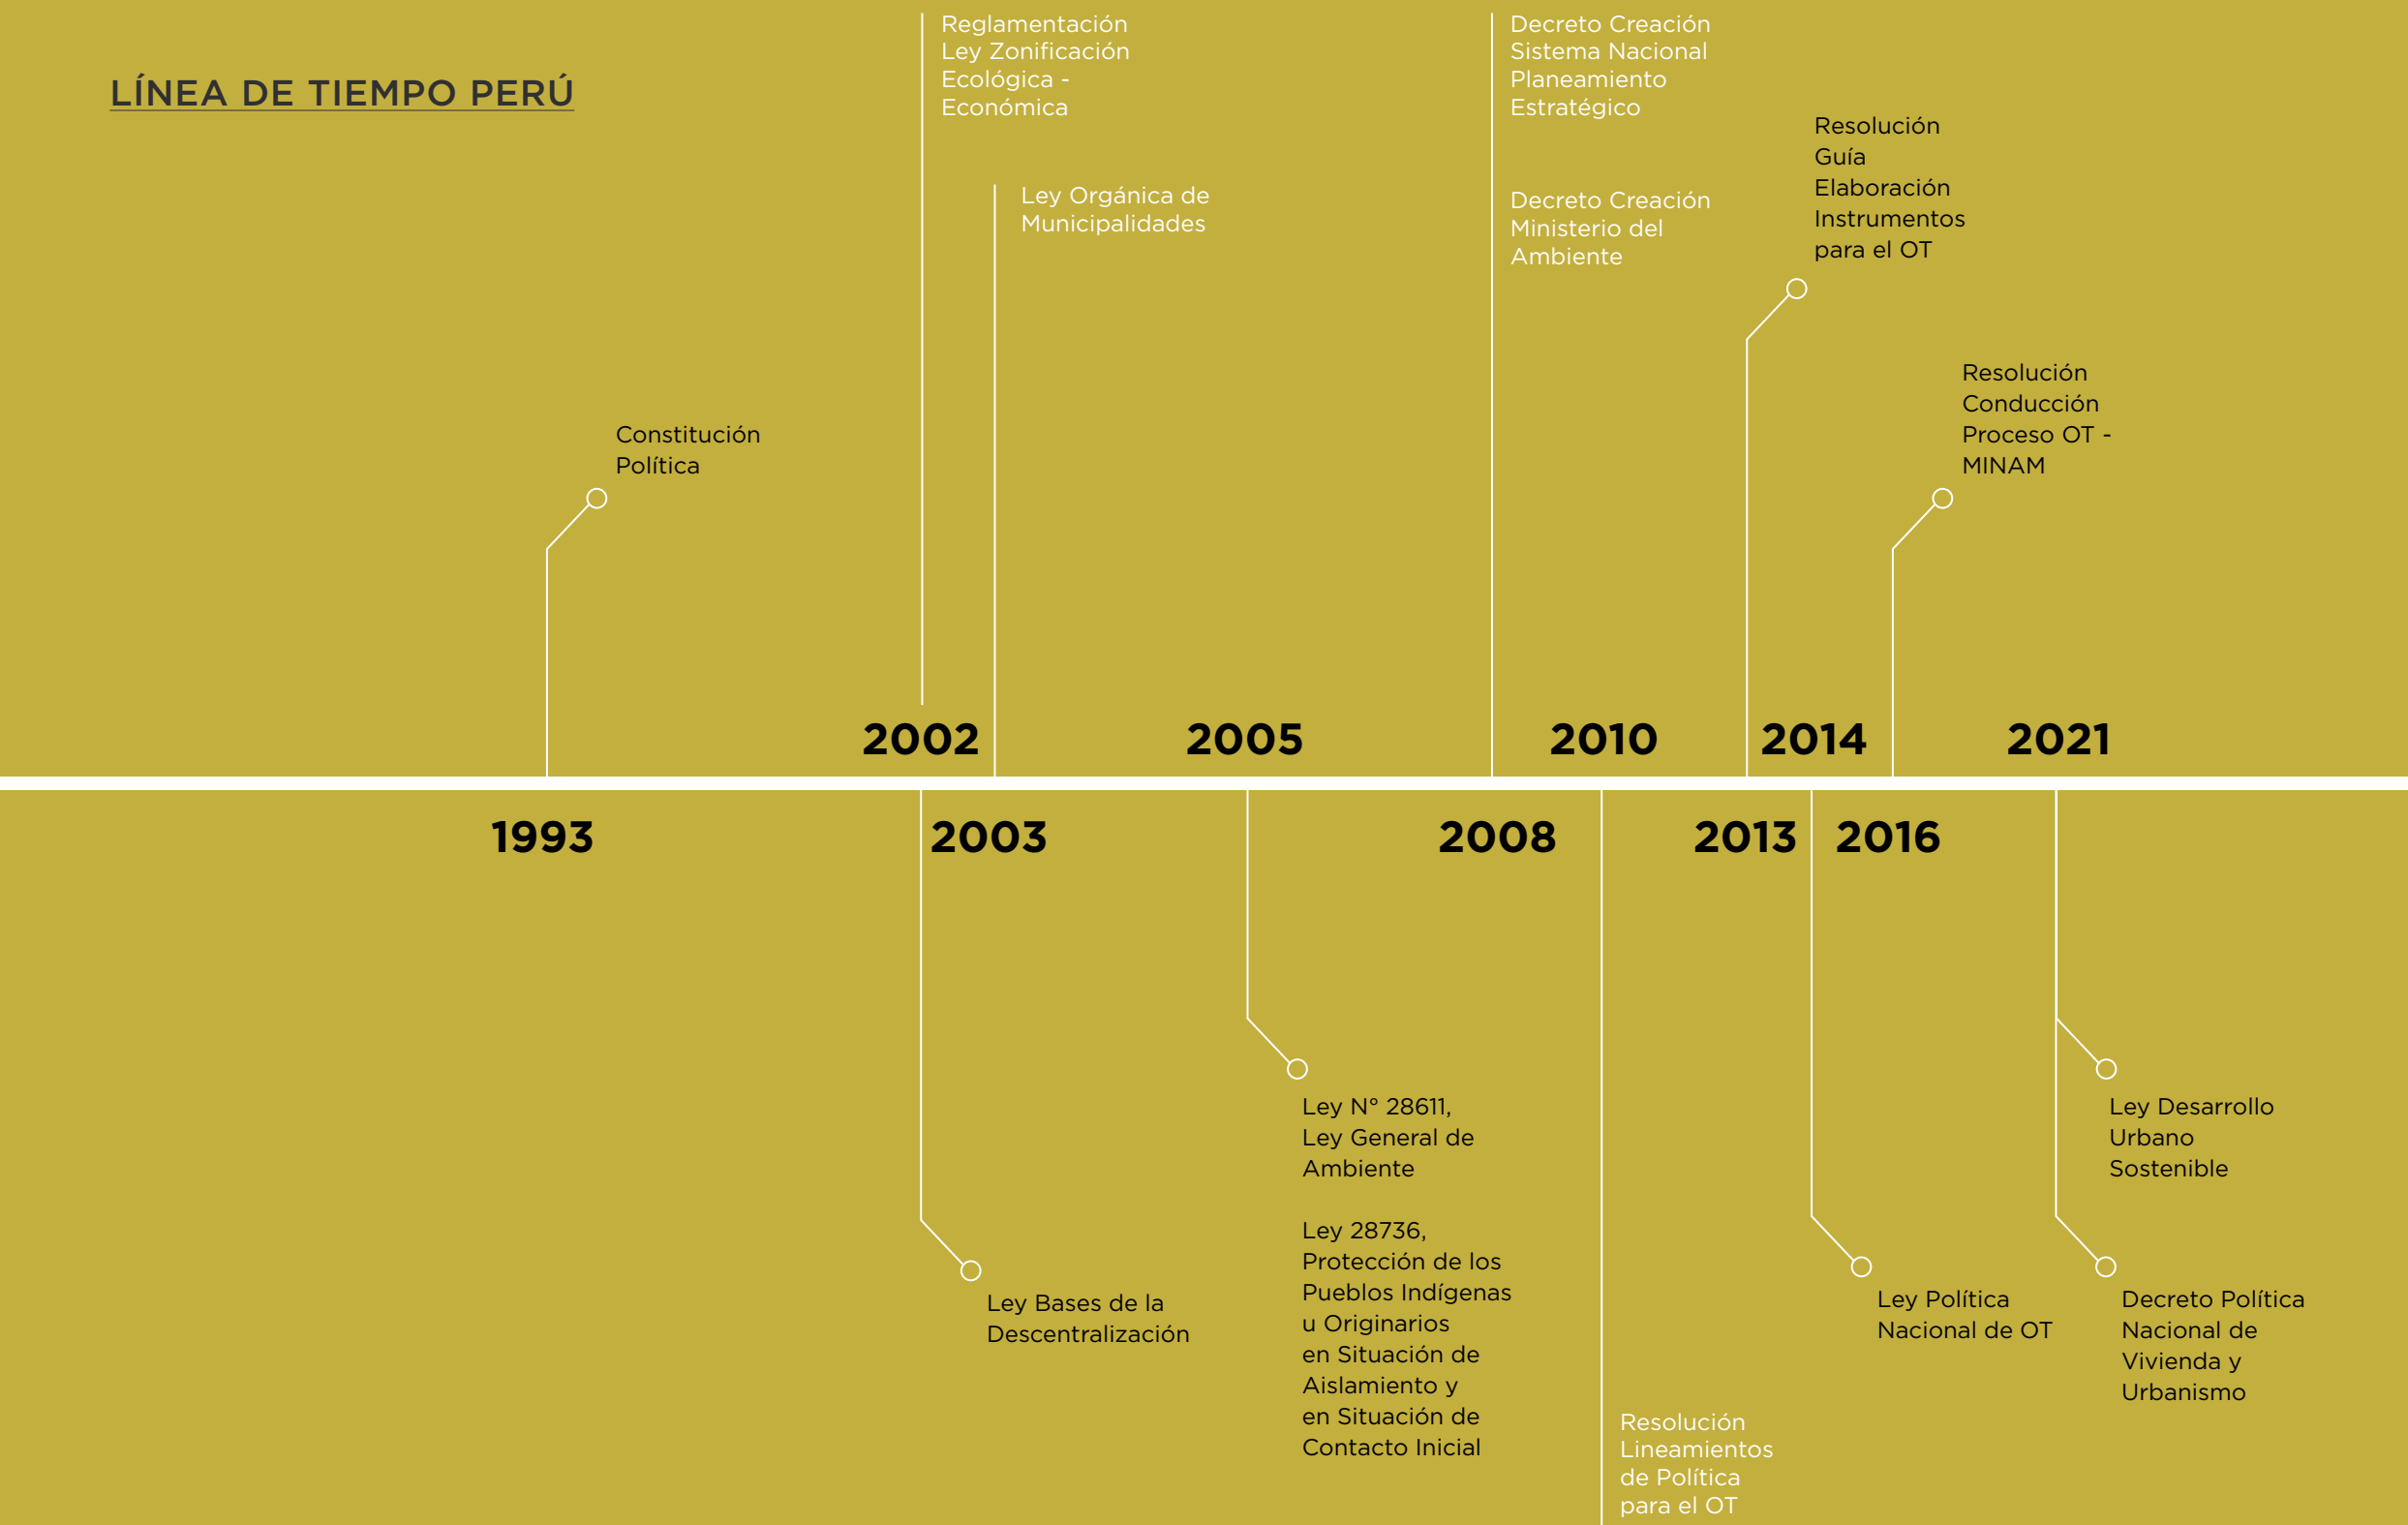 LÍNEA DE TIEMPO PERÚ
Reglamentación
Ley Zonificación
Ecológica -
Económica
Ley Orgánica de
Municipalidades
Decreto Creación
Sistema Nacional
Planeamiento
Estratégico
Decreto Creación
Ministerio del
Ambiente
Resolución
Guía
Elaboración
Instrumentos
para el OT
Resolución
Conducción
Proceso OT -
MINAM
Constitución
Política
2002
2005
2010
2014
2021
1993
2003
2008
2013
2016
Ley Bases de la
Descentralización
Ley N° 28611,
Ley General de
Ambiente
Ley 28736,
Protección de los
Pueblos Indígenas
u Originarios
en Situación de
Aislamiento y
en Situación de
Contacto Inicial
Resolución
Lineamientos
de Política
para el OT
Ley Política
Nacional de OT
Ley Desarrollo
Urbano
Sostenible
Decreto Política
Nacional de
Vivienda y
Urbanismo